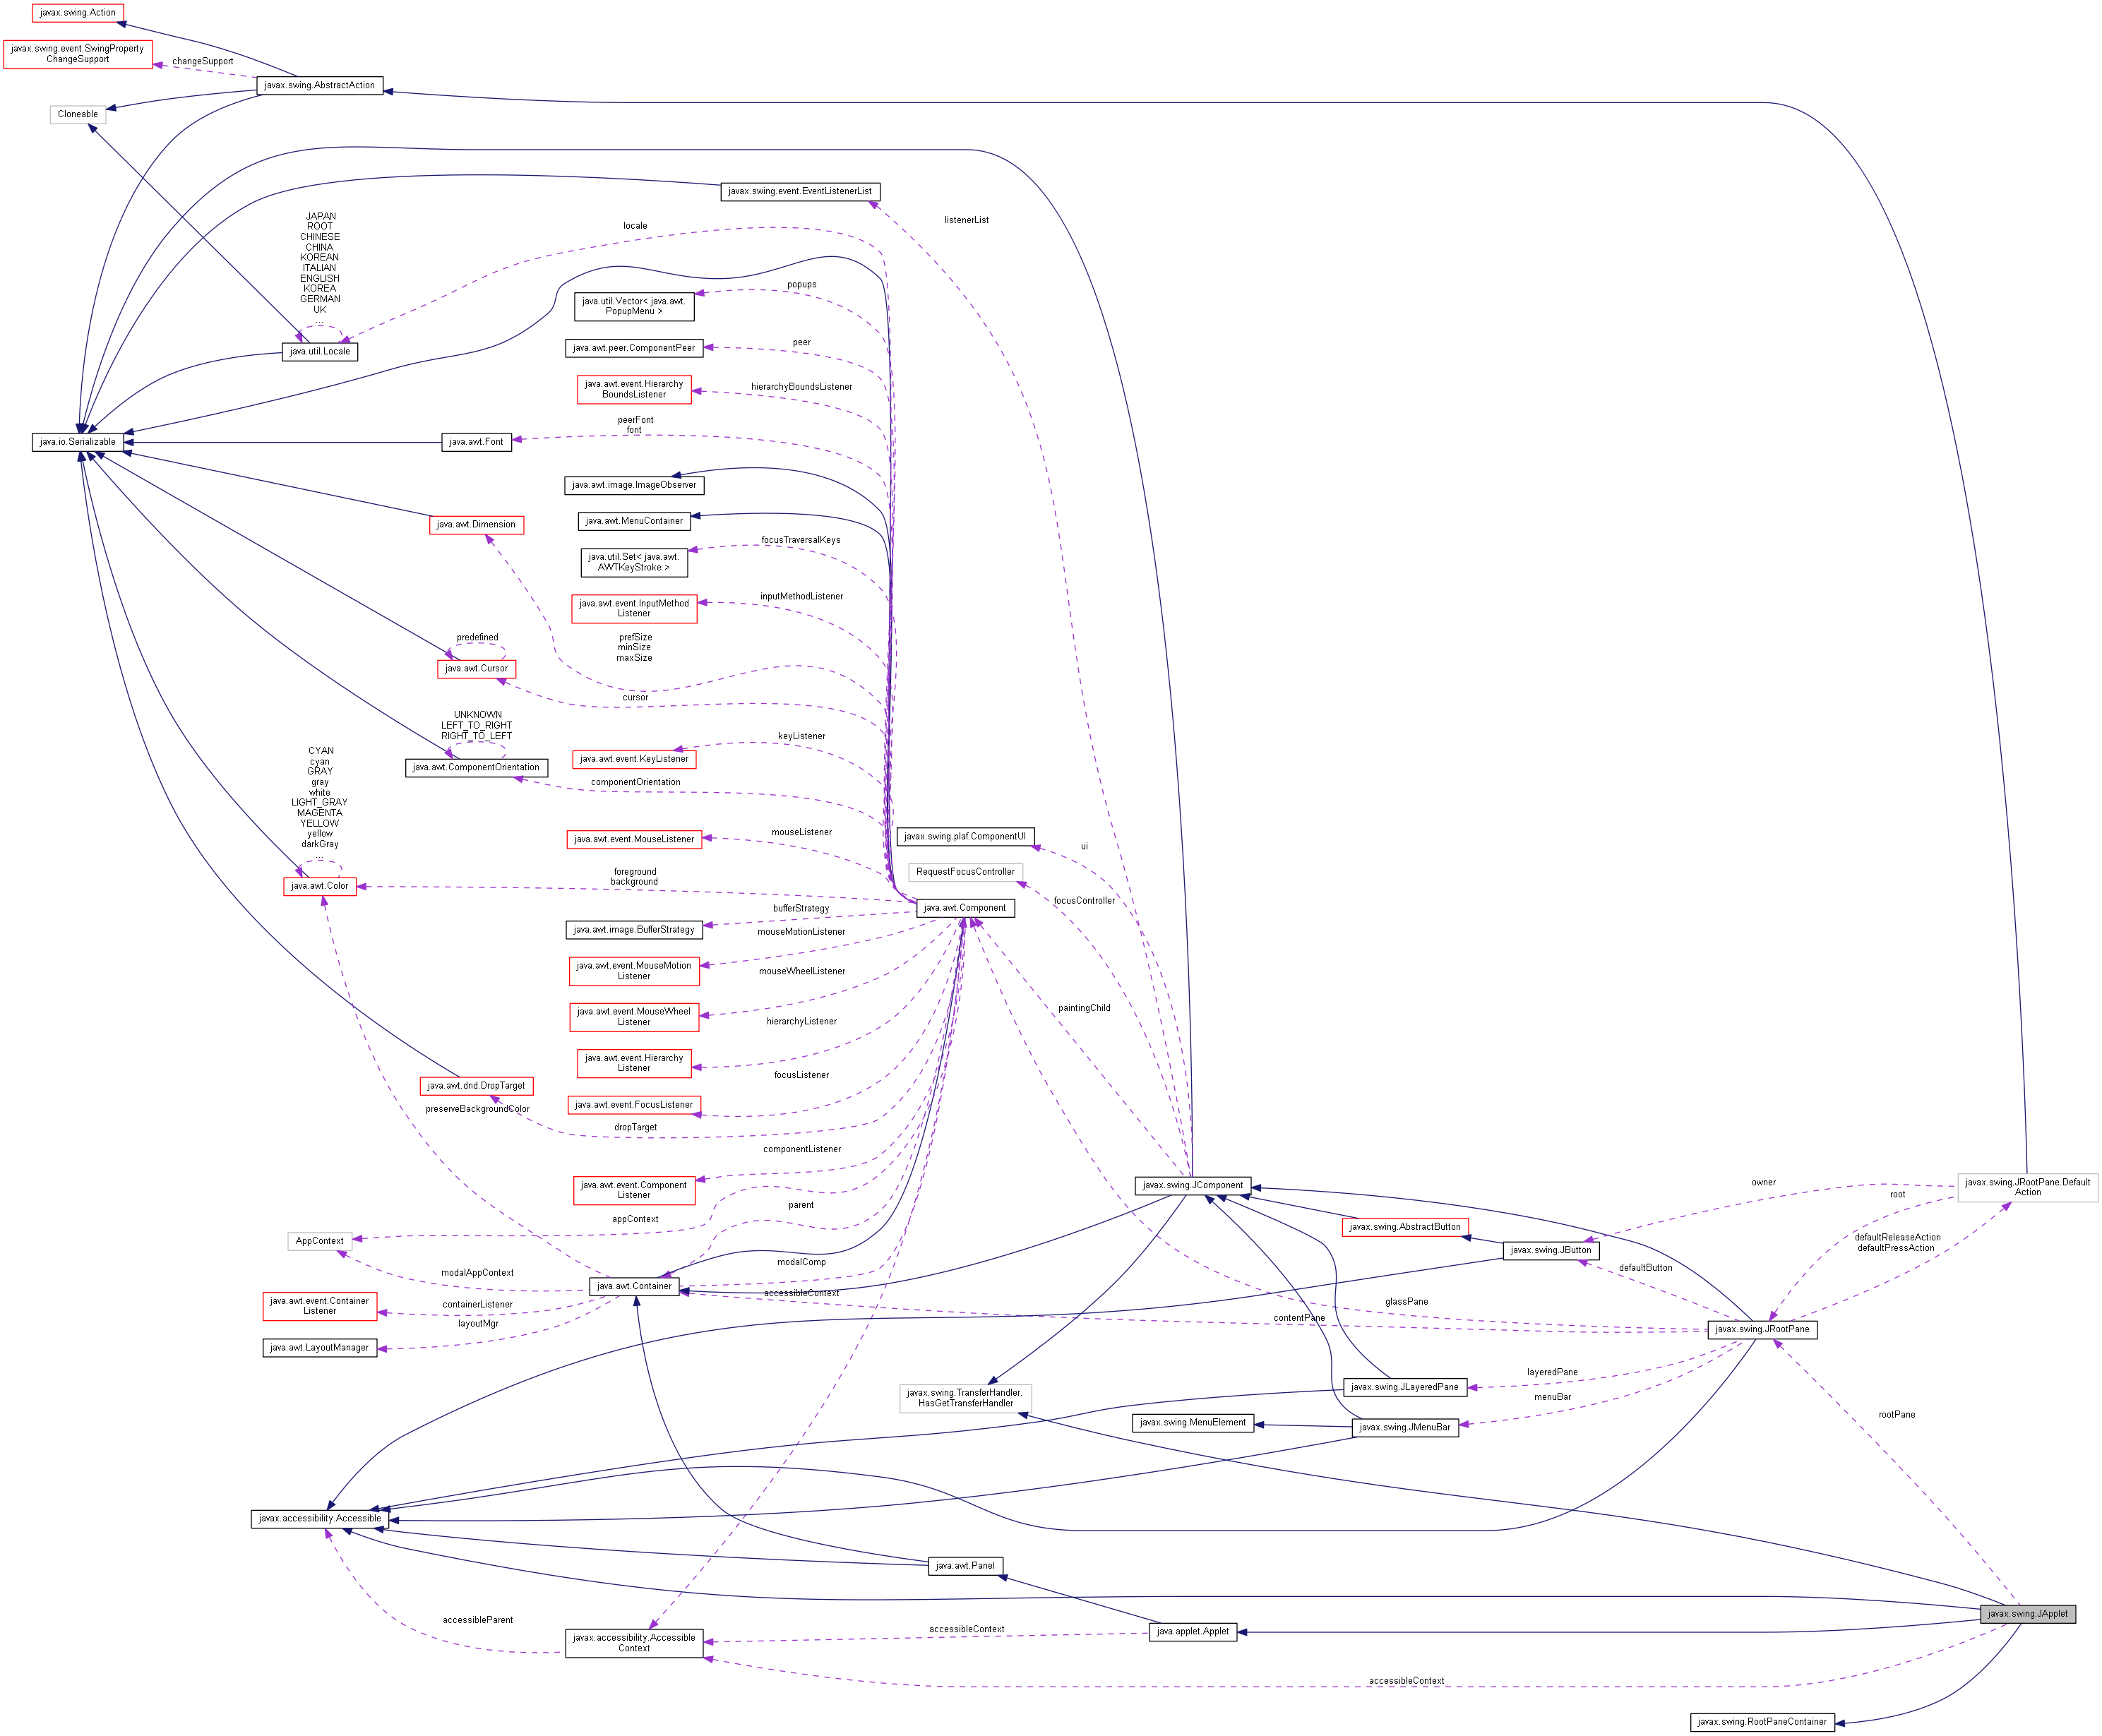 javax.swing.Action
javax.swing.event.SwingProperty
ChangeSupport
changeSupport
javax.swing.AbstractAction
Cloneable
javax.swing.event.EventListenerList
listenerList
JAPAN
ROOT
CHINESE
CHINA
KOREAN
ITALIAN
ENGLISH
KOREA
GERMAN
UK
...
locale
java.util.Locale
popups
java.util.Vector< java.awt.
PopupMenu >
peer
java.awt.peer.ComponentPeer
hierarchyBoundsListener
java.awt.event.Hierarchy
BoundsListener
peerFont
font
java.io.Serializable
java.awt.Font
java.awt.image.ImageObserver
java.awt.MenuContainer
java.awt.Dimension
focusTraversalKeys
java.util.Set< java.awt.
AWTKeyStroke >
inputMethodListener
java.awt.event.InputMethod
Listener
predefined
java.awt.Cursor
prefSize
minSize
maxSize
cursor
UNKNOWN
LEFT_TO_RIGHT
RIGHT_TO_LEFT
java.awt.ComponentOrientation
keyListener
java.awt.event.KeyListener
componentOrientation
CYAN
cyan
GRAY
gray
white
LIGHT_GRAY
MAGENTA
YELLOW
yellow
darkGray
...
java.awt.Color
mouseListener
java.awt.event.MouseListener
javax.swing.plaf.ComponentUI
ui
RequestFocusController
focusController
foreground
background
java.awt.Component
bufferStrategy
java.awt.image.BufferStrategy
mouseMotionListener
java.awt.event.MouseMotion
Listener
mouseWheelListener
java.awt.event.MouseWheel
Listener
paintingChild
hierarchyListener
java.awt.event.Hierarchy
Listener
focusListener
java.awt.event.FocusListener
java.awt.dnd.DropTarget
preserveBackgroundColor
dropTarget
componentListener
java.awt.event.Component
Listener
javax.swing.JComponent
owner
root
javax.swing.JRootPane.Default
Action
parent
appContext
AppContext
javax.swing.AbstractButton
javax.swing.JButton
defaultReleaseAction
defaultPressAction
modalComp
modalAppContext
java.awt.Container
defaultButton
accessibleContext
glassPane
contentPane
java.awt.event.Container
Listener
containerListener
layoutMgr
java.awt.LayoutManager
javax.swing.JRootPane
layeredPane
javax.swing.JLayeredPane
menuBar
javax.swing.TransferHandler.
HasGetTransferHandler
javax.swing.MenuElement
javax.swing.JMenuBar
rootPane
javax.accessibility.Accessible
java.awt.Panel
accessibleParent
javax.accessibility.Accessible
Context
accessibleContext
java.applet.Applet
javax.swing.JApplet
accessibleContext
javax.swing.RootPaneContainer